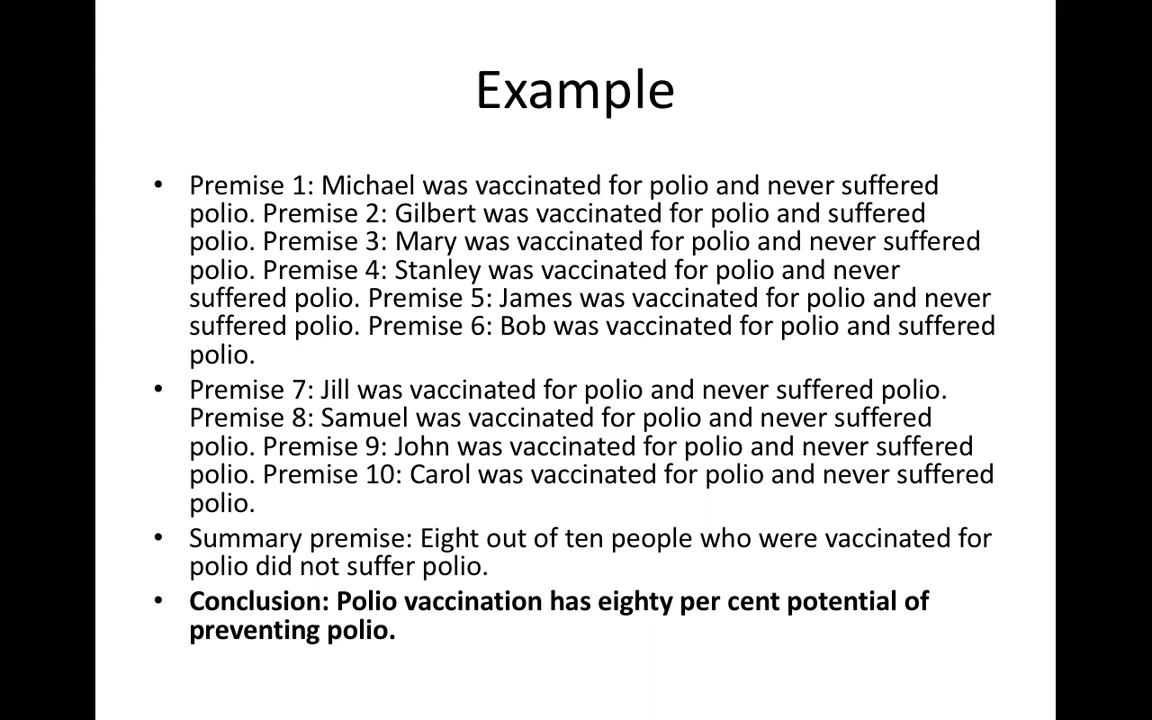 Example
• Premise 1: Michael was vaccinated for polio and never suffered
polio. Premise 2: Gilbert was vaccinated for polio and suffered
polio. Premise 3: Mary was vaccinated for polio and never suffered
polio. Premise 4: Stanley was vaccinated for polio and never
suffered polio. Premise 5: James was vaccinated for polio and never
suffered polio. Premise 6: Bob was vaccinated for polio and suffered
polio.
• Premise 7: Jill was vaccinated for polio and never suffered polio.
Premise 8: Samuel was vaccinated for polio and never suffered
polio. Premise 9: John was vaccinated for polio and never suffered
polio. Premise 10: Carol was vaccinated for polio and never suffered
polio.
• Summary premise: Eight out of ten people who were vaccinated for
polio did not suffer polio.
• Conclusion: Polio vaccination has eighty per cent potential of
preventing polio.